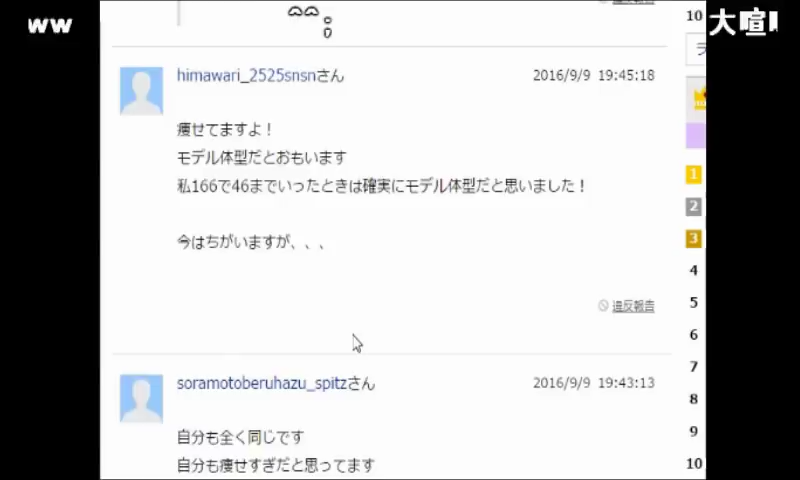 ww
大喧
違反報告
10
himawari_2525snsnさん
2016/9/9 19:45:18
痩せてますよ！
モデル体型だとおもいます
私166で46までいったときは確実にモデル体型だと思いました！
今はちがいますが、、、
違反報告
soramotoberuhazu_spitzさん
2016/9/9 19:43:13
自分も全く同じです
自分も痩せすぎだと思ってます
1
2
3
4
5
6
7
8
9
10